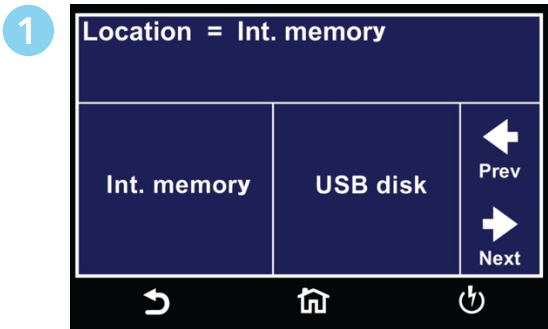 1
Location = Int. memory
Int. memory
USB disk
Prev
Next